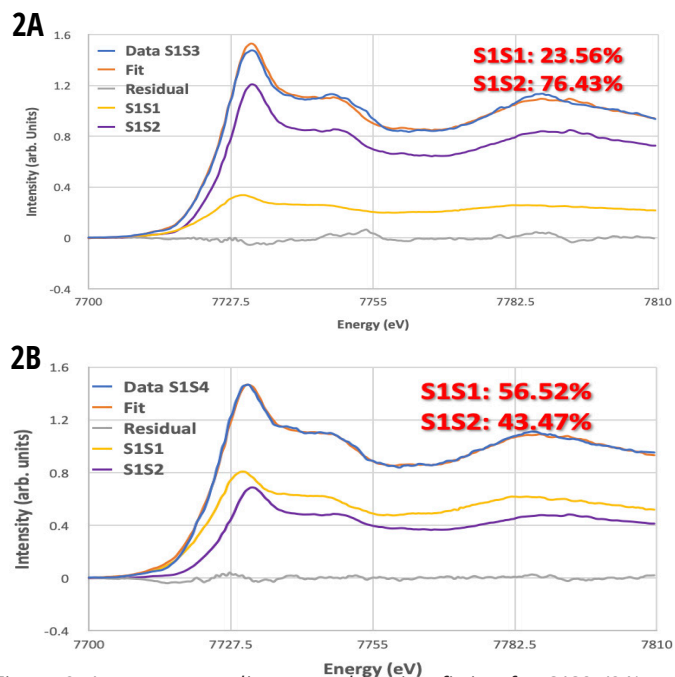 2A
1.6
1.2
0.8
0.4
0
-0.4
Intensity (arb. Units)
Data S1S3
Fit
Residual
S1S1
S1S2
S1S1: 23.56%
S1S2: 76.43%
7700
7727.5
7755
7782.5
7810
Energy (eV)
2B
1.6
1.2
0.8
0.4
0
-0.4
Intensity (arb. units)
Data S1S4
Fit
Residual
S1S1
S1S2
S1S1: 56.52%
S1S2: 43.47%
7700
7727.5
7755
7782.5
7810
Energy (eV)